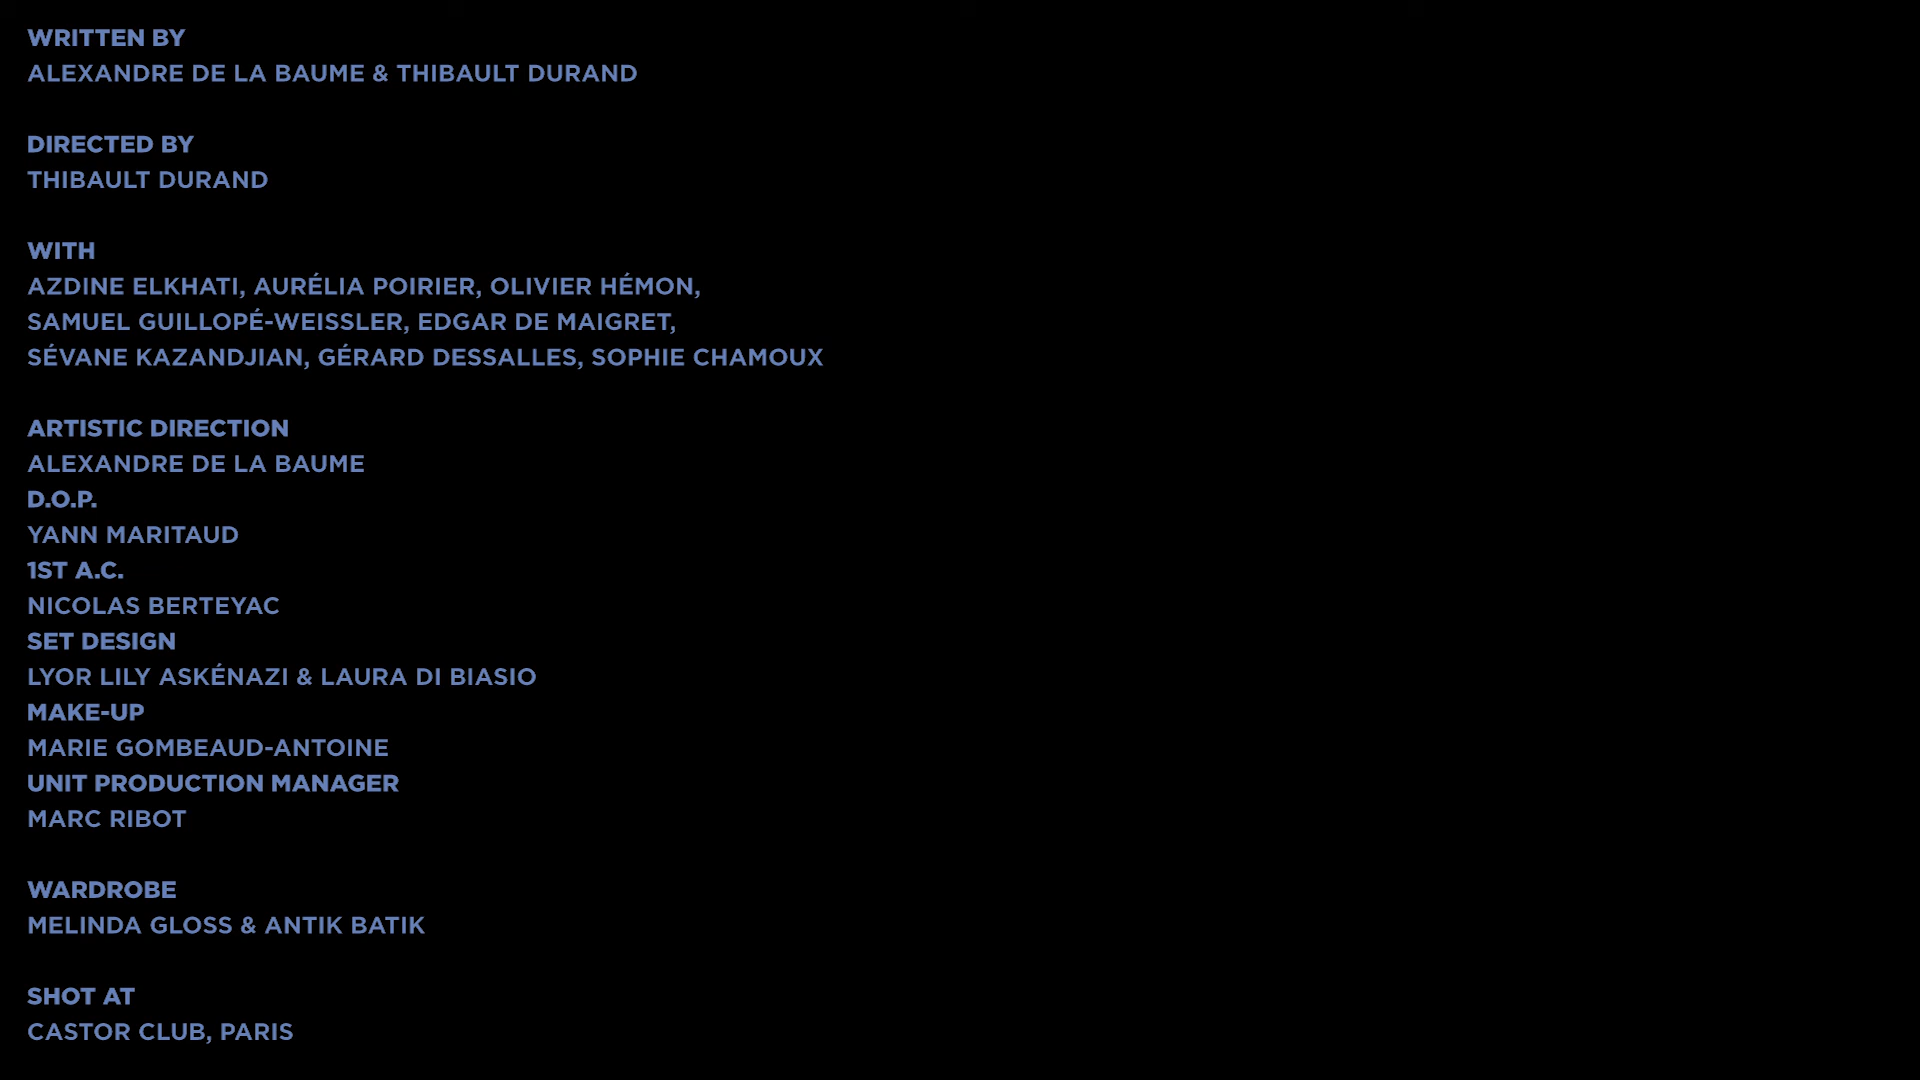 WRITTEN BY
ALEXANDRE DE LA BAUME & THIBAULT DURAND
DIRECTED BY
THIBAULT DURAND
WITH
AZDINE ELKHATI, AURÉLIA POIRIER, OLIVIER HÉMON,
SAMUEL GUILLOPÉ-WEISSLER, EDGAR DE MAIGRET,
SÉVANE KAZANDJIAN, GÉRARD DESSALLES, SOPHIE CHAMOUX
ARTISTIC DIRECTION
ALEXANDRE DE LA BAUME
D.O.P.
YANN MARITAUD
1ST A.C.
NICOLAS BERTEYAC
SET DESIGN
LYOR LILY ASKÉNAZI & LAURA DI BIASIO
MAKE-UP
MARIE GOMBEAUD-ANTOINE
UNIT PRODUCTION MANAGER
MARC RIBOT
WARDROBE
MELINDA GLOSS & ANTIK BATIK
SHOT AT
CASTOR CLUB, PARIS